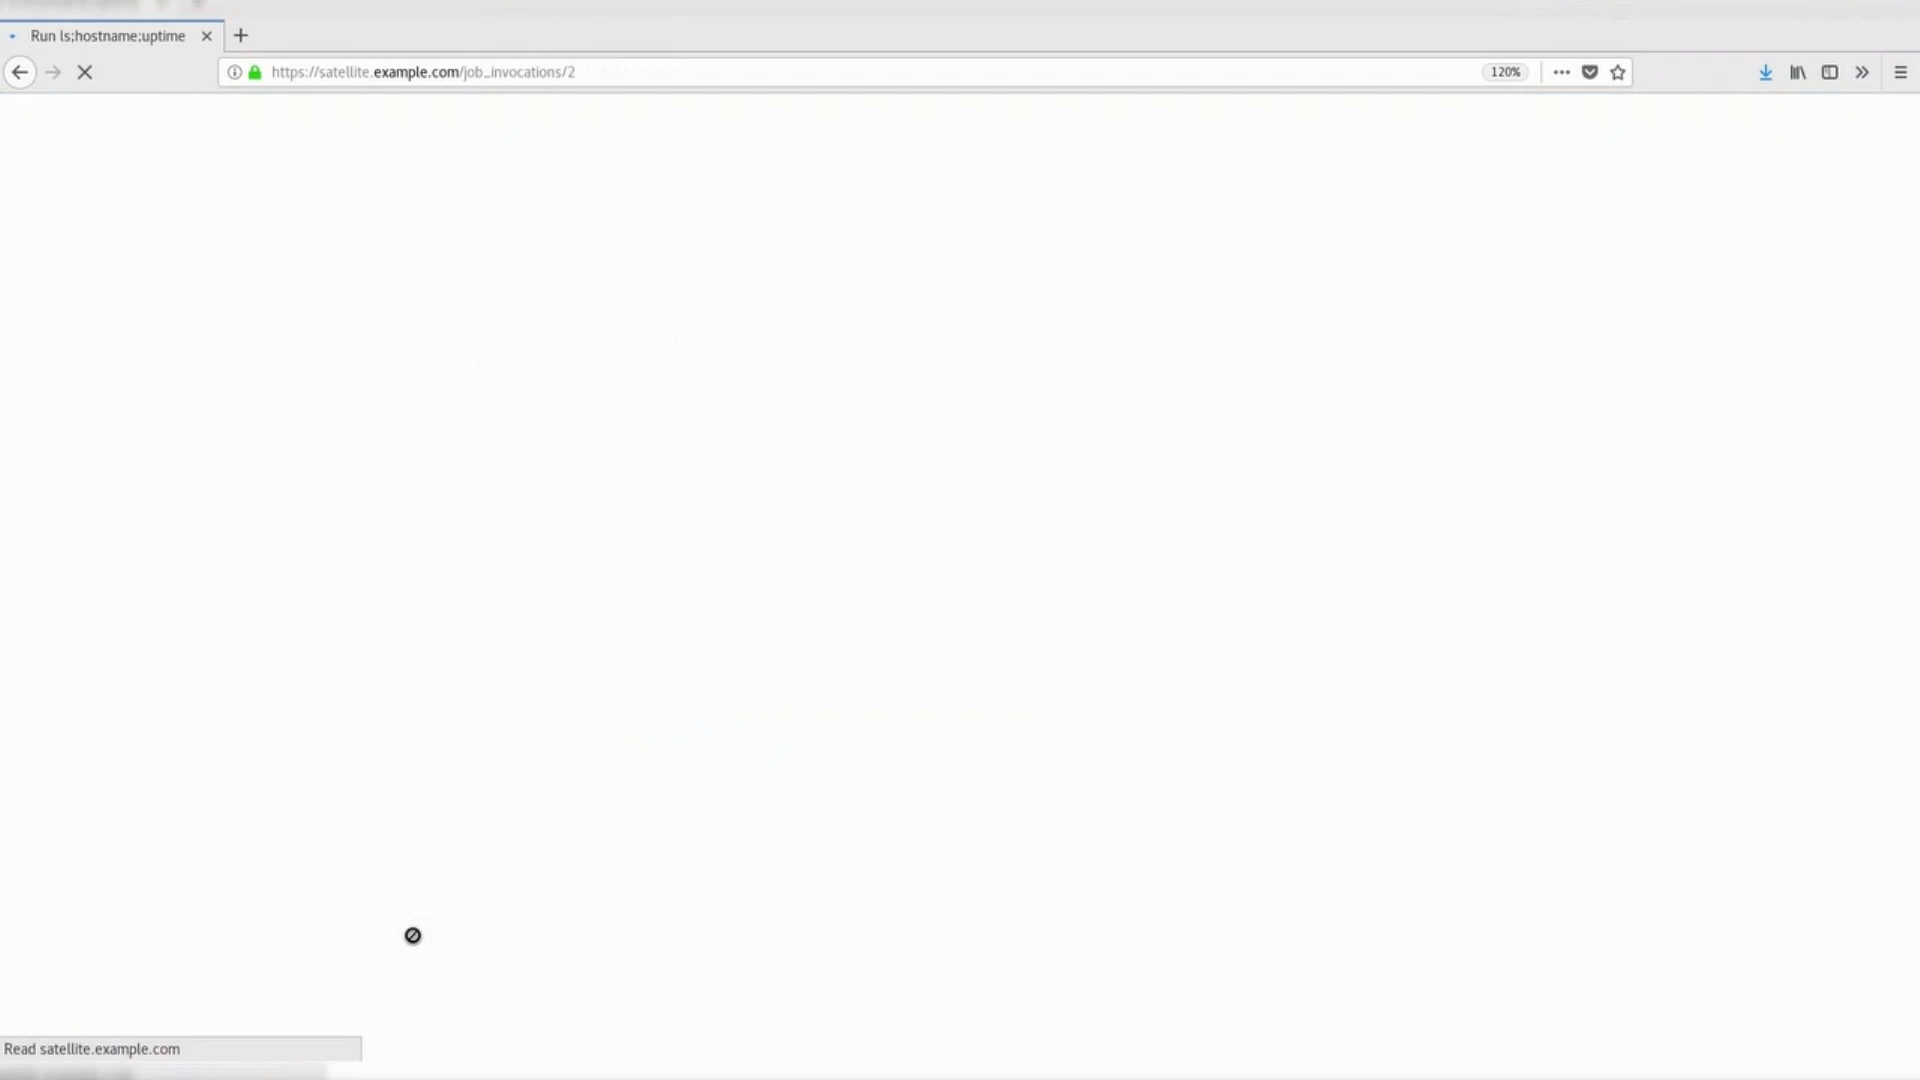 Run ls;hostname;uptime
https://satellite.example.com/job_invocations/2
120%
Read satellite.example.com